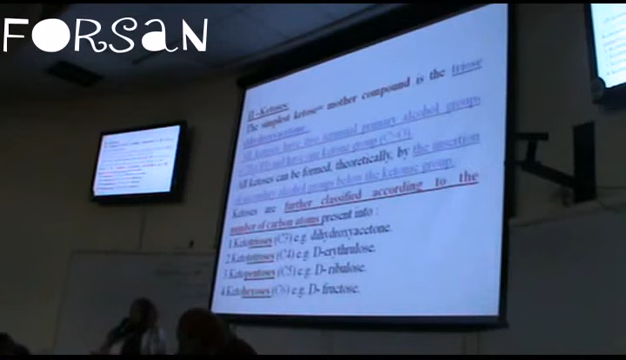 FORSAN
II.-Ketoses:
The simplest ketose= mother compound is the triose
dihydroxyacetone.
All ketoses have two terminal primary alcohol groups
and have one ketone group (C=O).
All ketoses can be formed, theoretically, by the insertion
of secondary alcohol groups below the ketonic group.
Ketoses are further classified according to the
number of carbon atoms present into :
1.Ketotrioses (C3) e.g. dihydroxyacetone.
2.Ketotetroses (C4) e.g. D-erythrulose.
3.Ketopentoses (C5) e.g. D- ribulose.
4.Ketohexoses (C6) e.g. D- fructose.